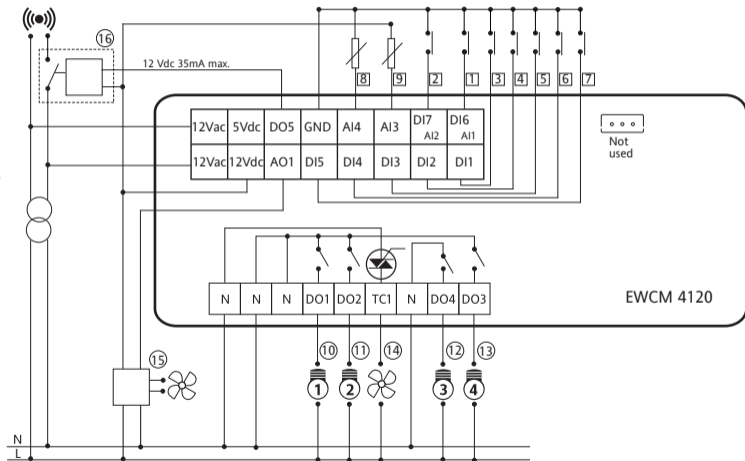 16
12 Vdc 35mA max.
8 9 2 1 3 4 5 6 7
12Vac 5Vdc DO5 GND AI4 AI3 DI7 AI2 DI6 AI1
12Vac 12Vdc AO1 DI5 DI4 DI3 DI2 DI1
Not
used
N N N DO1 DO2 TC1 N DO4 DO3
EWCM 4120
15
10 11 14 12 13
1 2 3 4
N
L